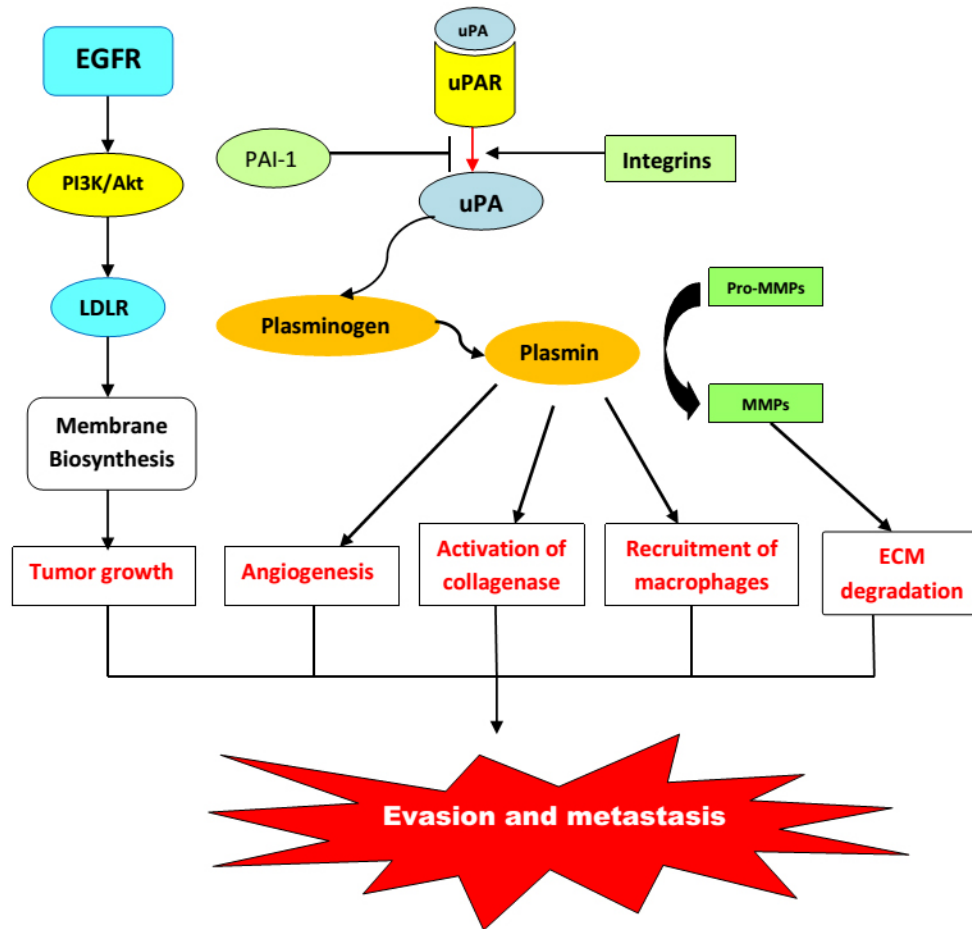 EGFR
uPA
uPAR
PAI-1
Integrins
PI3K/Akt
uPA
LDLR
Plasminogen
Plasmin
Pro-MMPs
MMPs
Membrane
Biosynthesis
Tumor growth
Angiogenesis
Activation of
collagenase
Recruitment of
macrophages
ECM
degradation
Evasion and metastasis